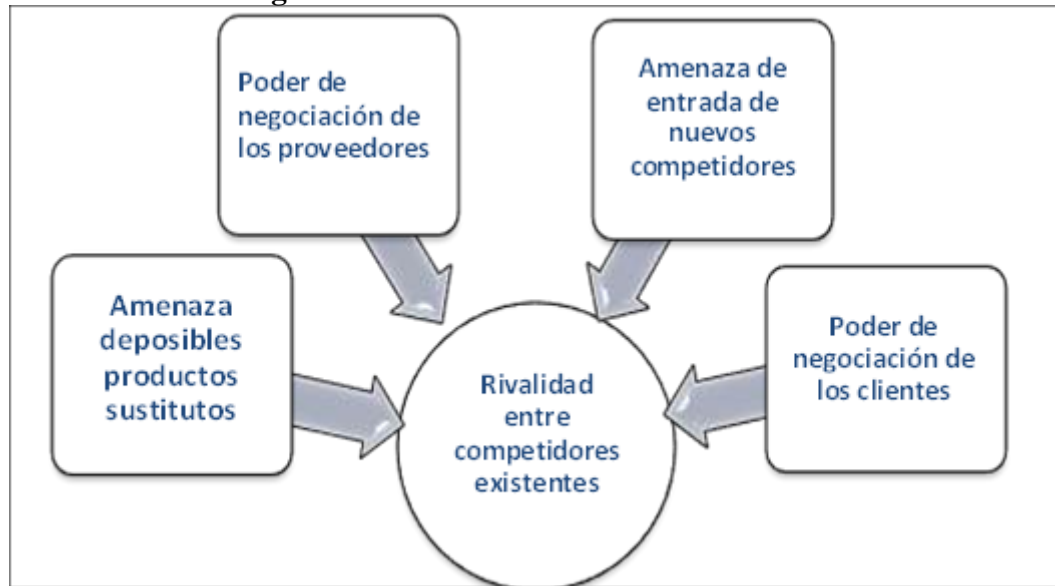 Poder de
negociación de
los proveedores
Amenaza de
entrada de
nuevos
competidores
Amenaza
deposibles
productos
sustitutos
Rivalidad
entre
competidores
existentes
Poder de
negociación de
los clientes